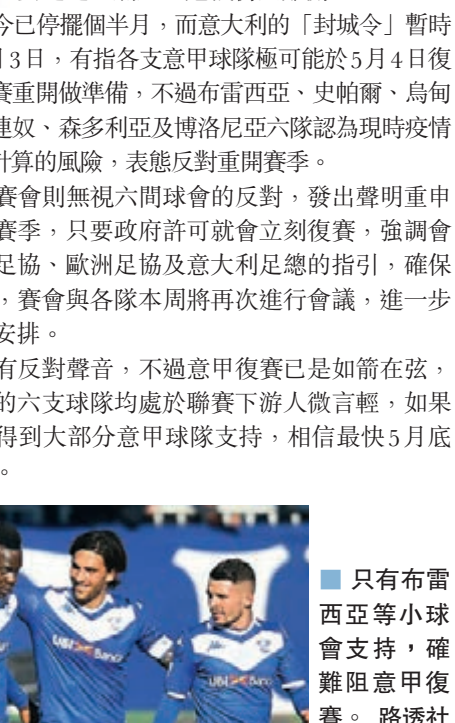 今已停擺個半月，而意大利的「封城令」暫時
月3日，有指各支意甲球隊極可能於5月4日復
賽重開做準備，不過布雷西亞、史帕爾、烏甸
連奴、森多利亞及博洛尼亞六隊認為現時疫情
計算的風險，表態反對重開賽季。
賽會則無視六間球會的反對，發出聲明重申
賽季，只要政府許可就會立刻復賽，強調會
足協、歐洲足協及意大利足總的指引，確保
，賽會與各隊本周將再次進行會議，進一步
安排。
有反對聲音，不過意甲復賽已是如箭在弦，
的六支球隊均處於聯賽下游人微言輕，如果
得到大部分意甲球隊支持，相信最快5月底
。
UBI Banca
UBI Banca
■ 只有布雷
西亞等小球
會支持，確
難阻意甲復
賽。 路透社